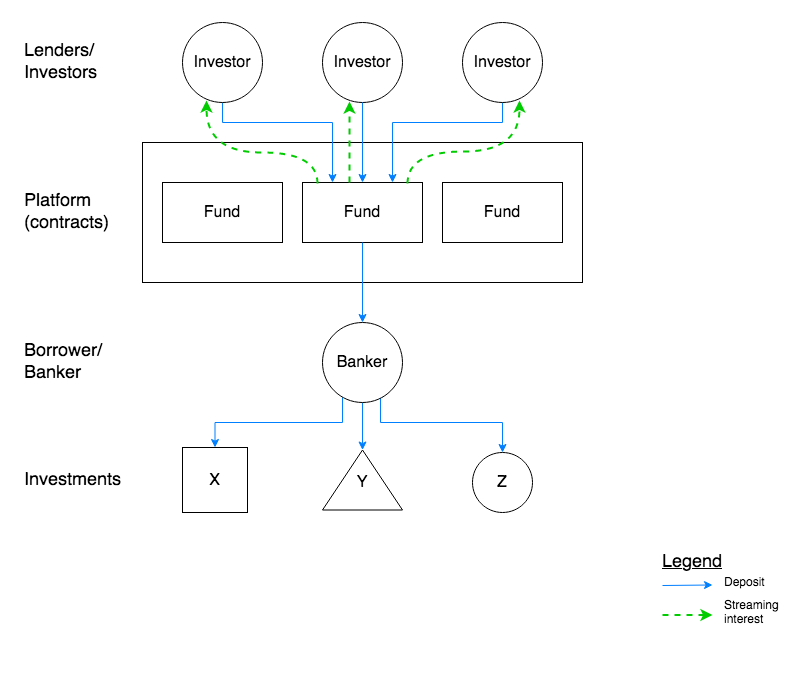 Lenders/
Investors
Investor
Investor
Investor
Platform
(contracts)
Fund
Fund
Fund
Borrower/
Banker
Banker
Investments
X
Y
Z
Legend
Deposit
Streaming
interest